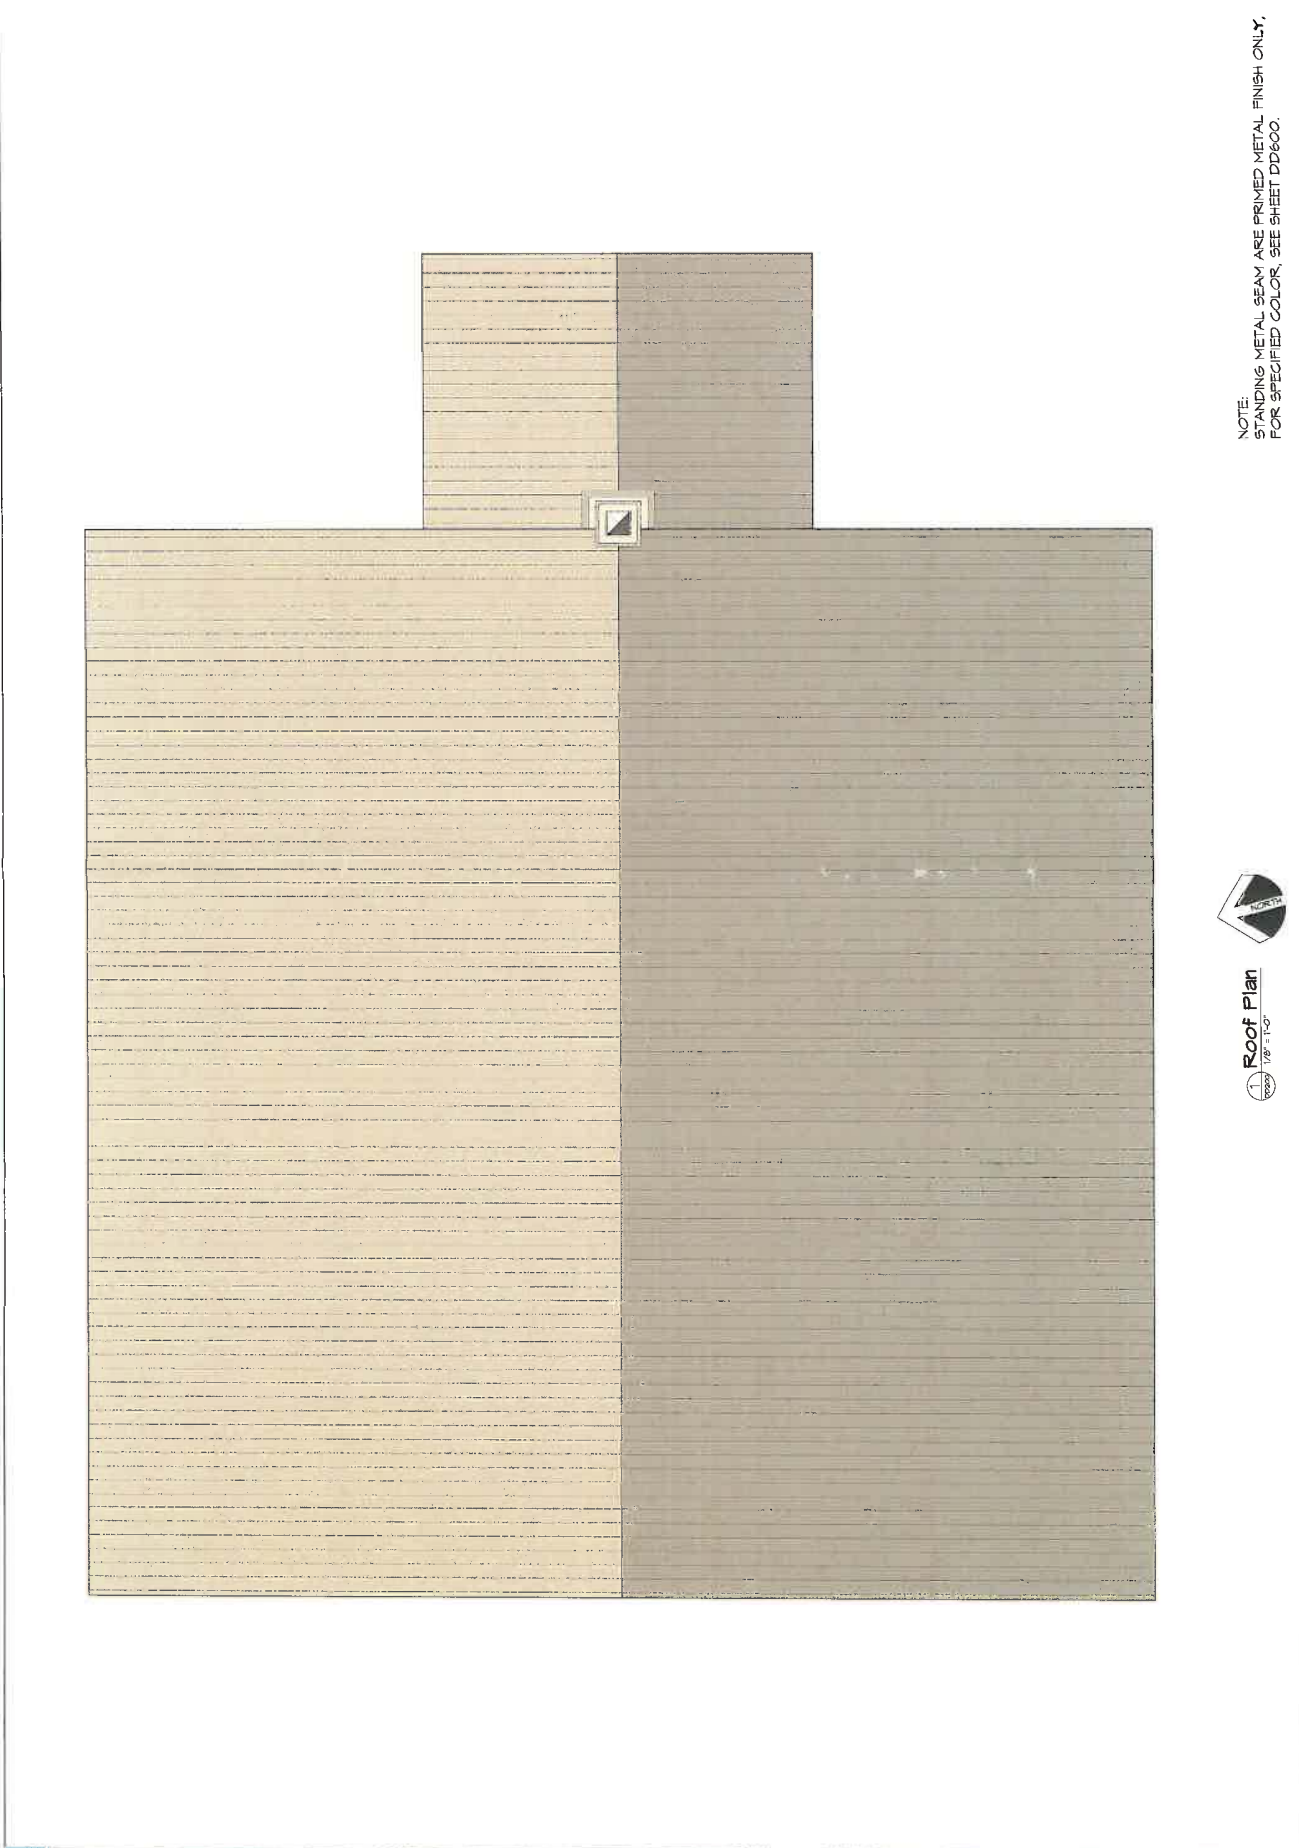 NOTE:
STANDING METAL SEAM ARE PRIMED METAL FINISH ONLY,
FOR SPECIFIED COLOR, SEE SHEET DD600.
NORTH
1
Roof Plan
1/8" = 1'-0"